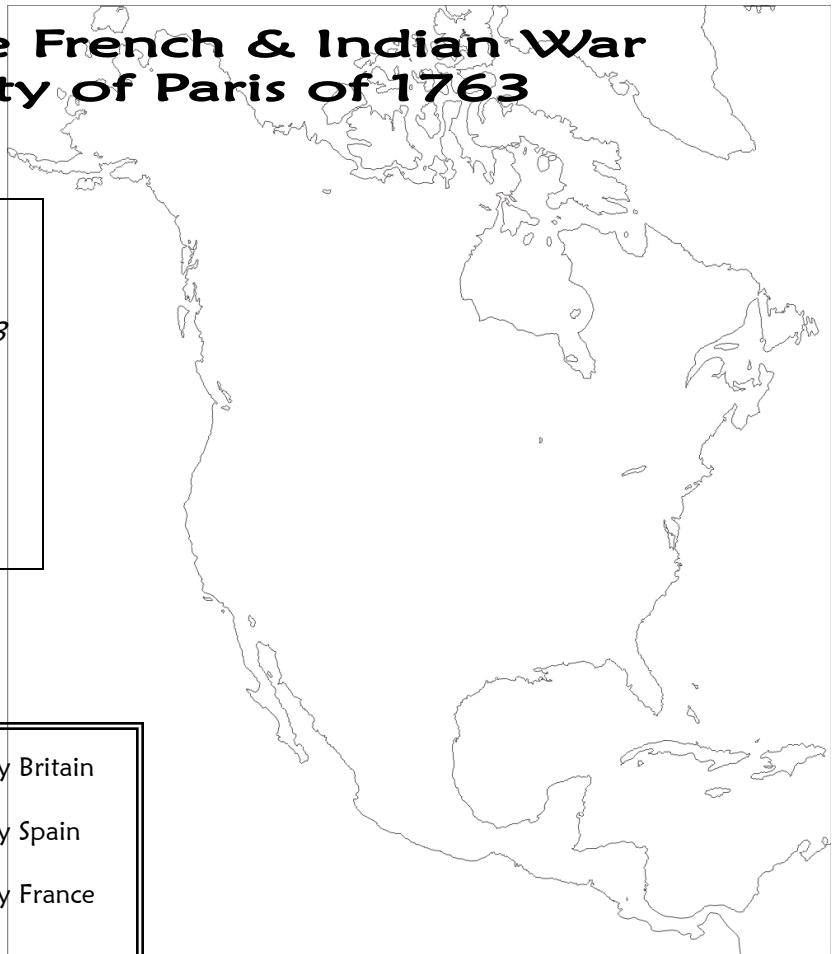 e French & Indian War
ty of Paris of 1763
3
y Britain
y Spain
y France